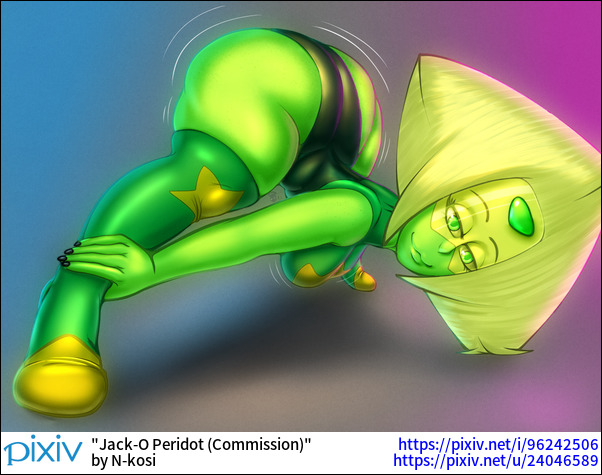 pixiv "Jack-O Peridot (Commission)" https://pixiv.net/i/96242506
by N-kosi https://pixiv.net/u/24046589